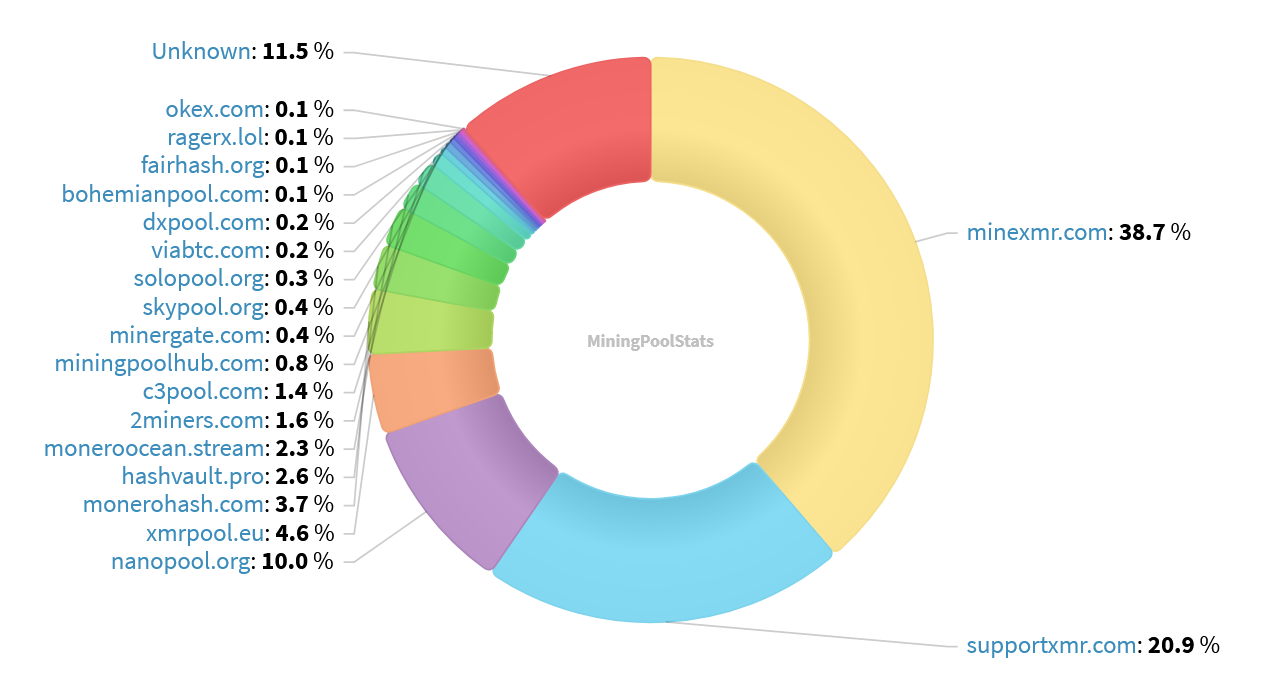 Unknown: 11.5 %
okex.com: 0.1 %
ragerx.lol: 0.1 %
fairhash.org: 0.1 %
bohemianpool.com: 0.1 %
dxpool.com: 0.2 %
viabtc.com: 0.2 %
solopool.org: 0.3 %
skypool.org: 0.4 %
minergate.com: 0.4 %
miningpoolhub.com: 0.8 %
c3pool.com: 1.4 %
2miners.com: 1.6 %
moneroocean.stream: 2.3 %
hashvault.pro: 2.6 %
monerohash.com: 3.7 %
xmrpool.eu: 4.6 %
nanopool.org: 10.0 %
MiningPoolStats
minexmr.com: 38.7 %
supportxmr.com: 20.9 %